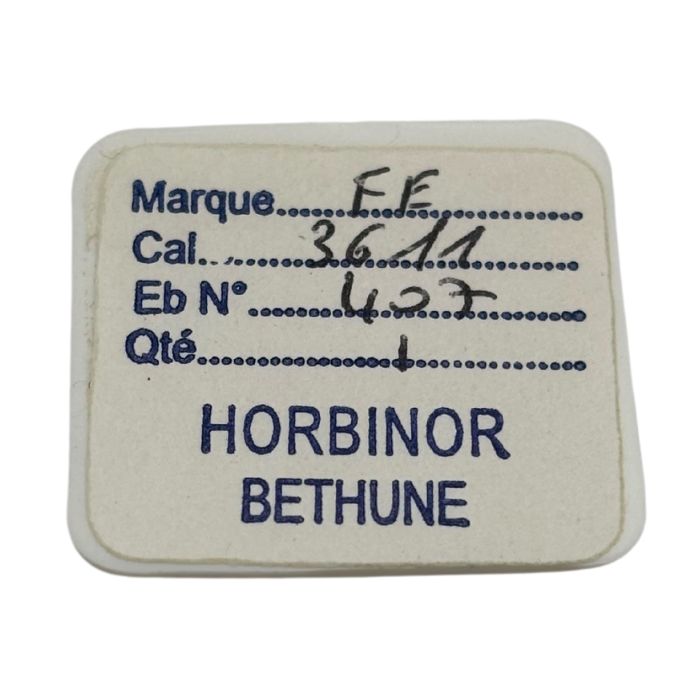 Marque FE
Cal. 3611
Eb N° 407
Qté 1
HORBINOR
BETHUNE